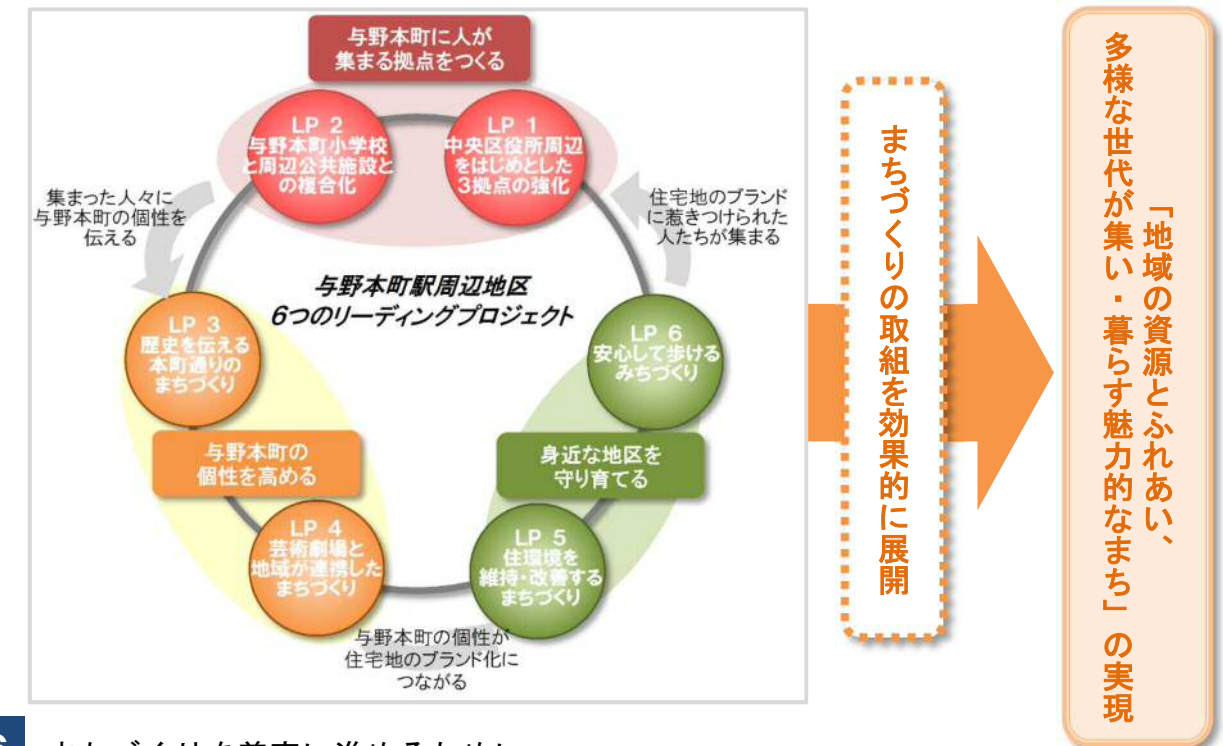 与野本町に人が
集まる拠点をつくる
LP 2
与野本町小学校
と周辺公共施設と
の複合化
LP 1
中央区役所周辺
をはじめとした
3拠点の強化
集まった人々に
与野本町の個性を
伝える
住宅地のブランド
に惹きつけられた
人たちが集まる
与野本町駅周辺地区
6つのリーディングプロジェクト
LP 3
歴史を伝える
本町通りの
まちづくり
LP 6
安心して歩ける
みちづくり
与野本町の
個性を高める
身近な地区を
守り育てる
LP 4
芸術劇場と
地域が連携した
まちづくり
LP 5
住環境を
維持・改善する
まちづくり
与野本町の個性が
住宅地のブランド化に
つながる
まちづくりの取組を効果的に展開
「地域の資源とふれあい、
多様な世代が集い・暮らす魅力的なまち」の実現